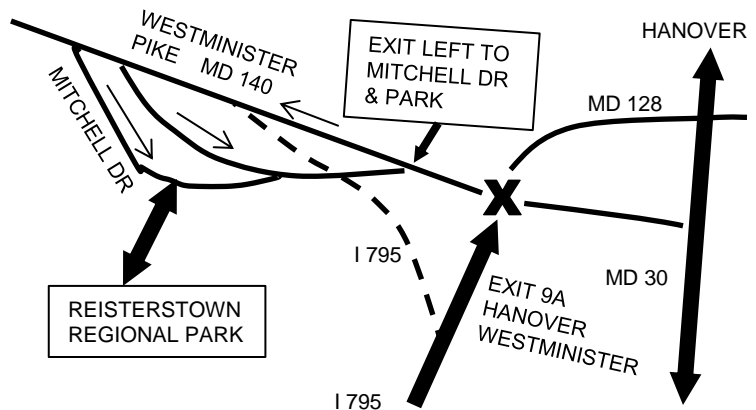 WESTMINISTER
PIKE MD 140
EXIT LEFT TO
MITCHELL DR
& PARK
HANOVER
MD 128
MITCHELL DR
X
I 795
MD 30
EXIT 9A
HANOVER
WESTMINISTER
REISTERSTOWN
REGIONAL PARK
I 795